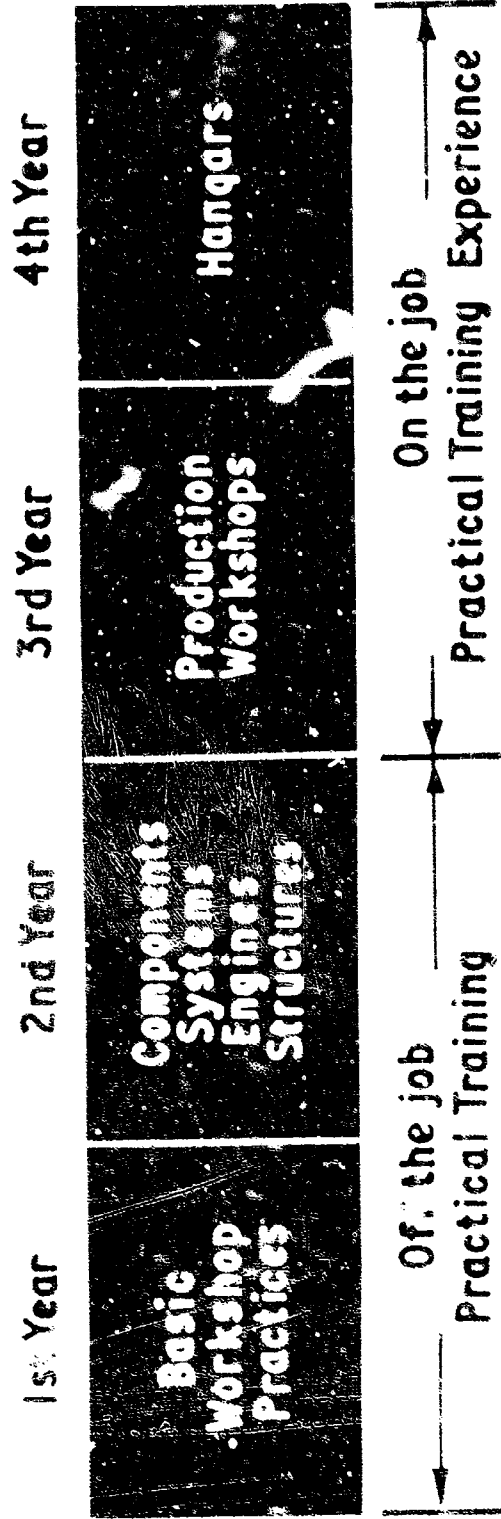 1st Year
2nd Year
3rd Year
4th Year
Basic
Workshop
Practices
Components
Systems
Engines
Structures
Production
Workshops
Hangars
Off the job
Practical Training
On the job
Practical Training Experience